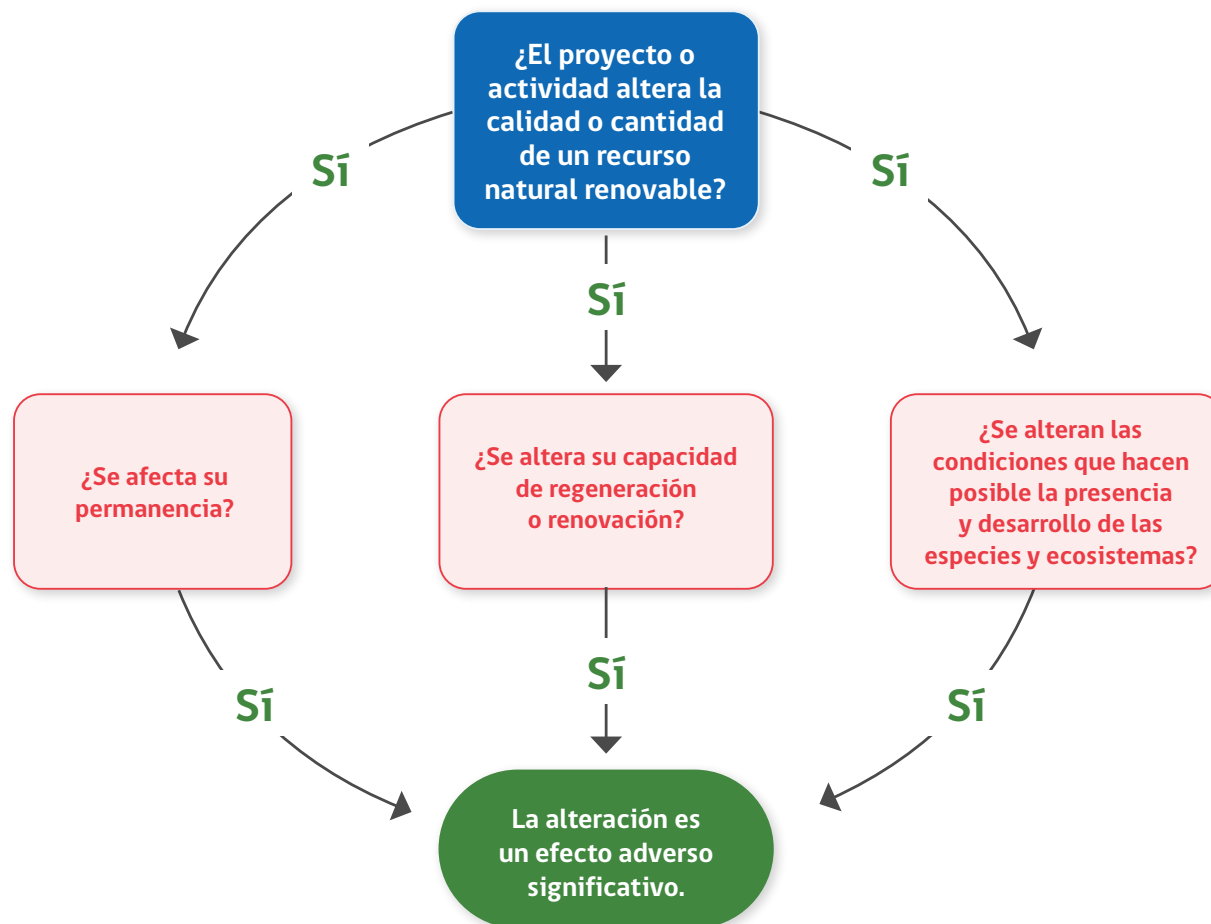 ¿El proyecto o
actividad altera la
calidad o cantidad
de un recurso
natural renovable?
Sí
Sí
Sí
¿Se afecta su
permanencia?
¿Se altera su capacidad
de regeneración
o renovación?
¿Se alteran las
condiciones que hacen
posible la presencia
y desarrollo de las
especies y ecosistemas?
Sí
Sí
Sí
La alteración es
un efecto adverso
significativo.